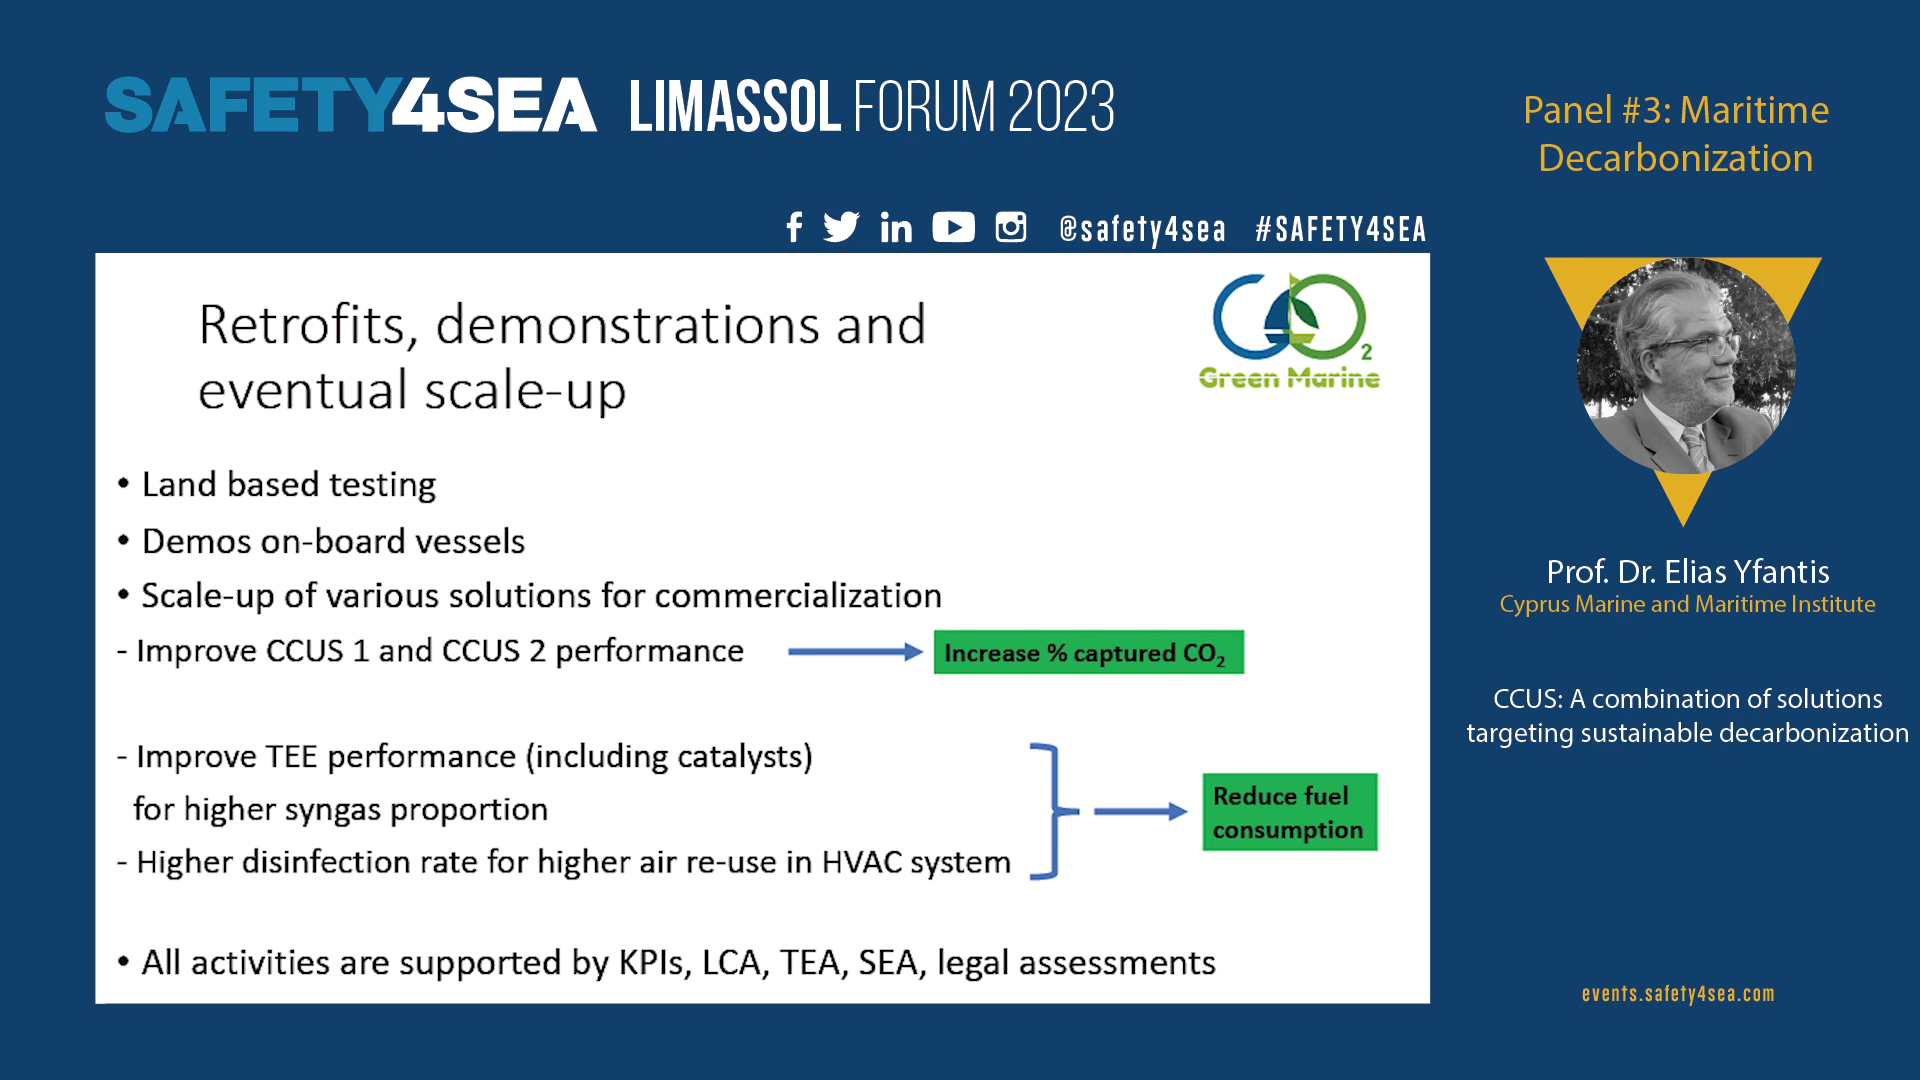 SAFETY4SEA LIMASSOL FORUM 2023
@safety4sea #SAFETY4SEA
Retrofits, demonstrations and
eventual scale-up
CO2
Green Marine
• Land based testing
• Demos on-board vessels
• Scale-up of various solutions for commercialization
- Improve CCUS 1 and CCUS 2 performance
Increase % captured CO₂
- Improve TEE performance (including catalysts)
for higher syngas proportion
- Higher disinfection rate for higher air re-use in HVAC system
Reduce fuel
consumption
• All activities are supported by KPIs, LCA, TEA, SEA, legal assessments
Panel #3: Maritime
Decarbonization
Prof. Dr. Elias Yfantis
Cyprus Marine and Maritime Institute
CCUS: A combination of solutions
targeting sustainable decarbonization
events.safety4sea.com